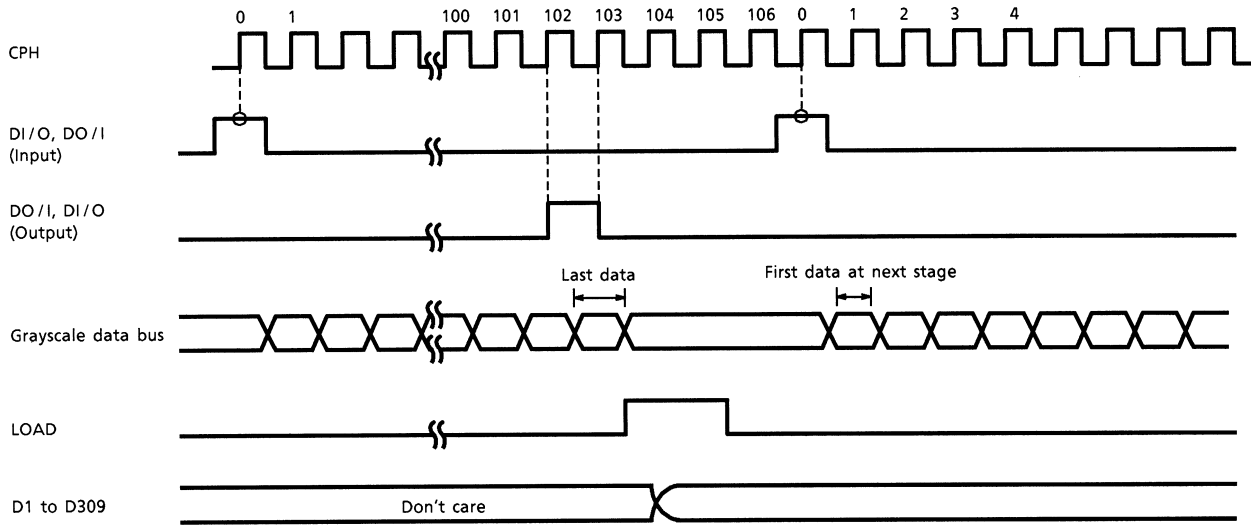 0 1 100 101 102 103 104 105 106 0 1 2 3 4
CPH
DI/O, DO/I
(Input)
DO/I, DI/O
(Output)
Last data
First data at next stage
Grayscale data bus
LOAD
D1 to D309
Don't care